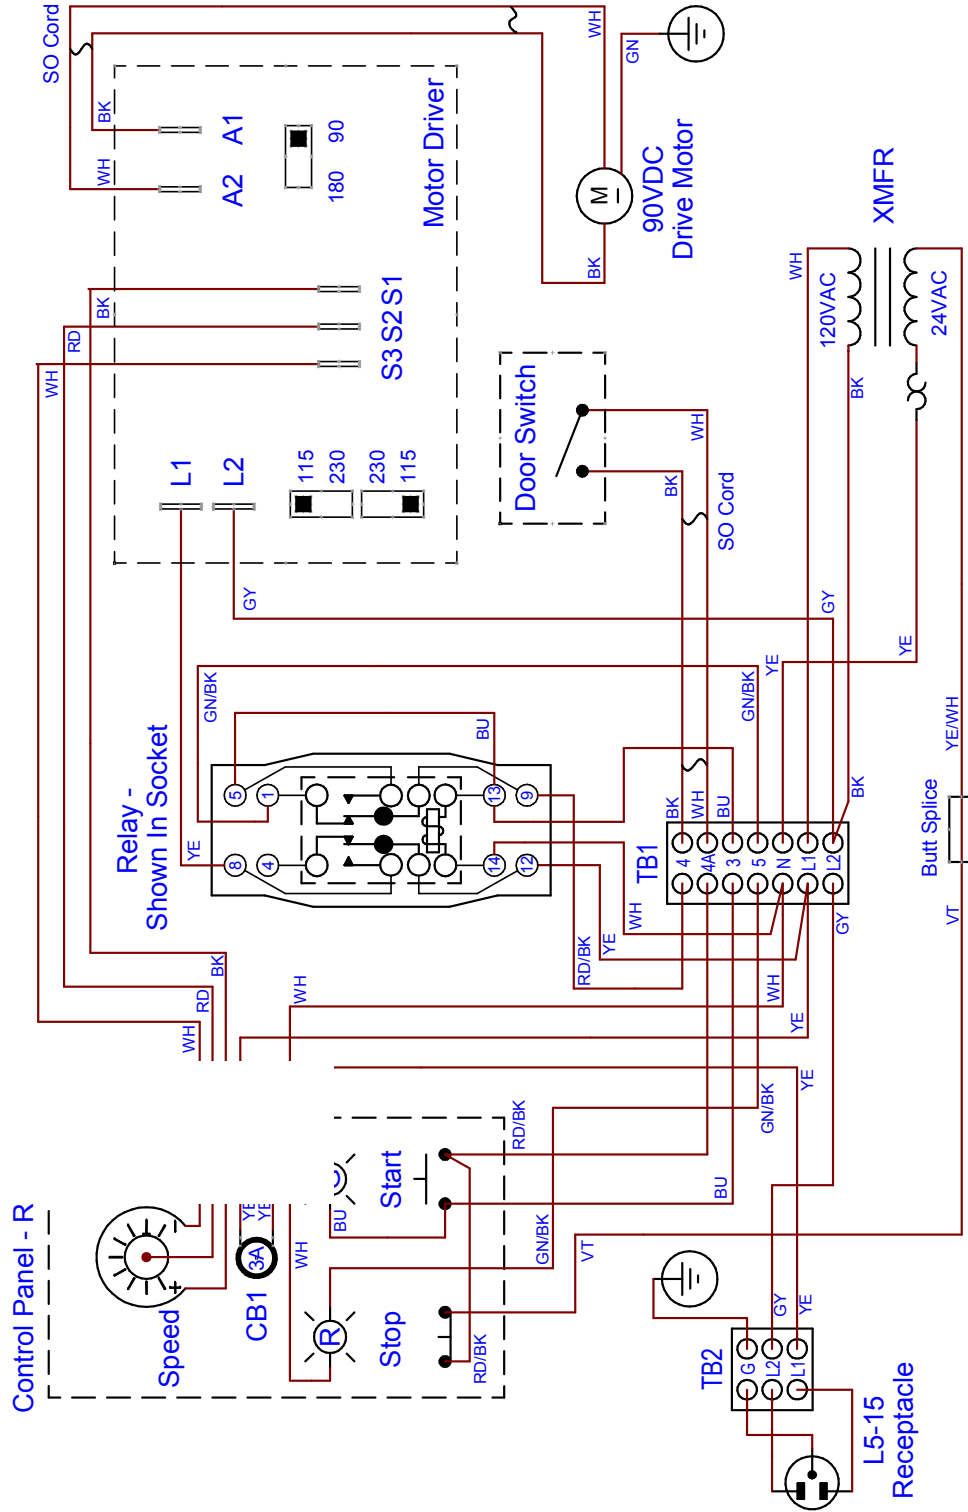 SO Cord
WH
BK
WH
GN
A2
A1
180
90
Motor Driver
M
90VDC
Drive Motor
BK
WH
RD
BK
S3
S2
S1
L1
L2
115
230
230
115
GY
Door Switch
BK
WH
SO Cord
XMFR
WH
120VAC
24VAC
BK
GY
YE
YE
YE/WH
Butt Splice
VT
Relay -
Shown In Socket
GN/BK
YE
BU
5
1
13
9
8
4
14
12
GN/BK
TB1
BK
WH
BU
4
4A
3
5
N
L1
L2
BK
GY
WH
YE
RD/BK
WH
YE
WH
RD
BK
WH
Control Panel - R
Speed
+
-
CB1
3A
YE
YE
WH
BU
Start
RD/BK
BU
GN/BK
GN/BK
R
Stop
RD/BK
VT
TB2
G
L2
L1
GY
YE
L5-15
Receptacle